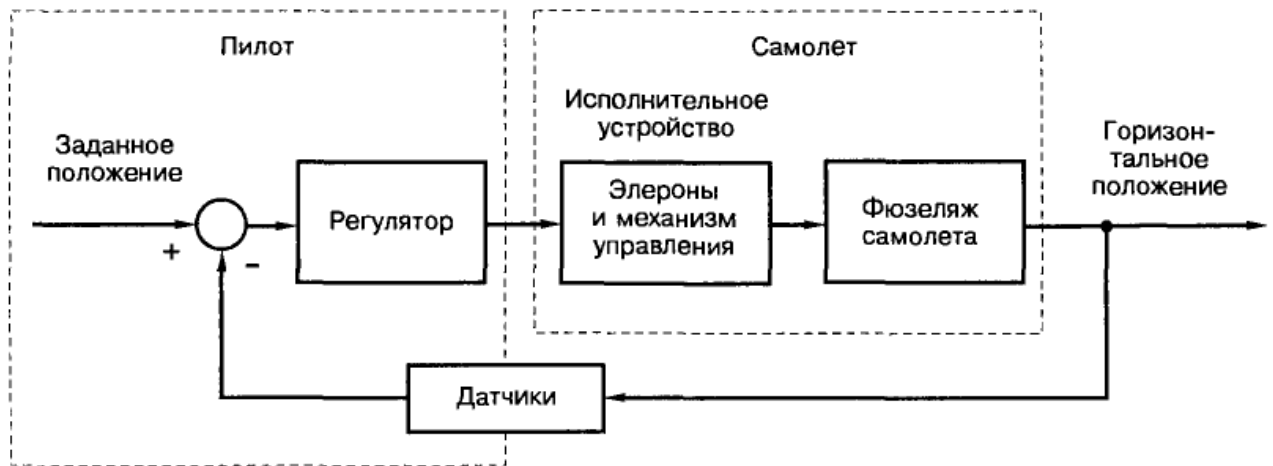 Пилот
Самолет
Исполнительное
устройство
Заданное
положение
Горизон-
тальное
положение
Регулятор
Элероны
и механизм
управления
Фюзеляж
самолета
+
−
Датчики